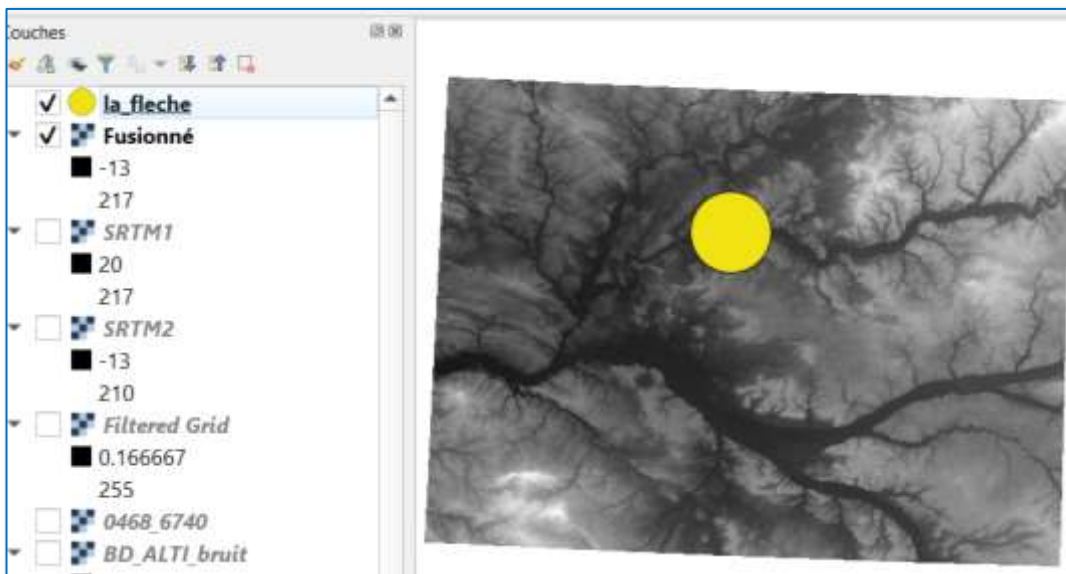 Couches
la_fleche
Fusionné
-13
217
SRTM1
20
217
SRTM2
-13
210
Filtered Grid
0.166667
255
0468_6740
BD_ALTI_bruit